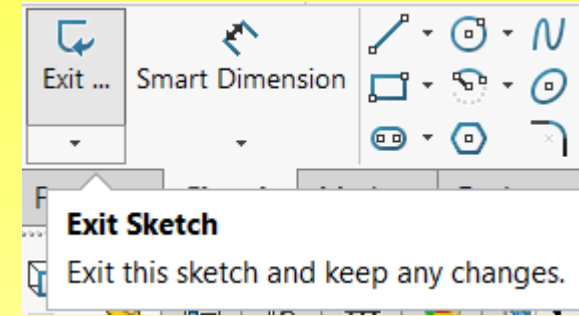 Exit ...
Smart Dimension
Exit Sketch
Exit this sketch and keep any changes.